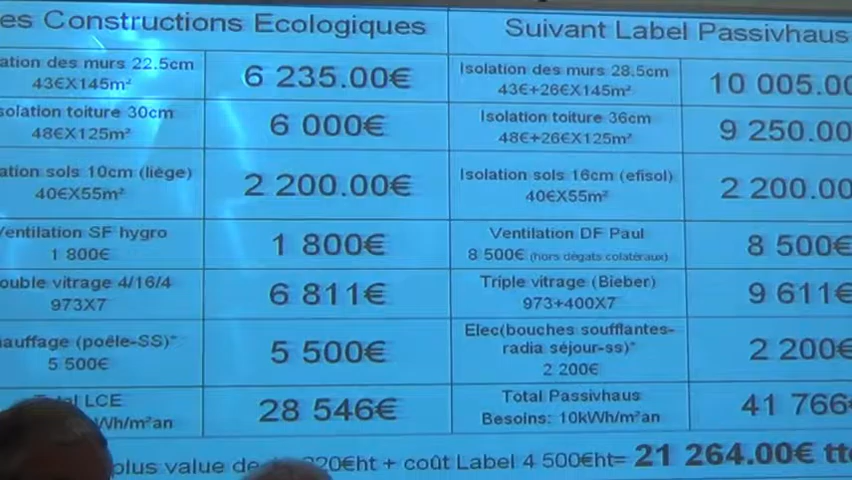 es Constructions Ecologiques
Suivant Label Passivhaus
ation des murs 22.5cm
43€X145m²
6 235.00€
Isolation des murs 28.5cm
43€+26€X145m²
10 005.00
solation toiture 30cm
48€X125m²
6 000€
Isolation toiture 36cm
48€+26€X125m²
9 250.00
ation sols 10cm (liège)
40€X55m²
2 200.00€
Isolation sols 16cm (efisol)
40€X55m²
2 200.00
Ventilation SF hygro
1 800€
1 800€
Ventilation DF Paul
8 500€ (hors dégats colatéraux)
8 500€
ouble vitrage 4/16/4
973X7
6 811€
Triple vitrage (Bieber)
973+400X7
9 611€
auffage (poêle-SS)*
5 500€
5 500€
Elec(bouches soufflantes-
radia séjour-ss)*
2 200€
2 200€
Total LCE
Wh/m²an
28 546€
Total Passivhaus
Besoins: 10kWh/m²an
41 766€
plus value de 220€ht + coût Label 4 500€ht= 21 264.00€ ttc